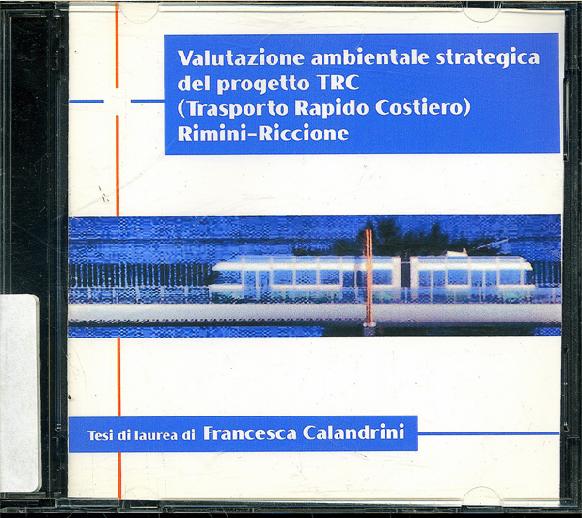 Valutazione ambientale strategica
del progetto TRC
(Trasporto Rapido Costiero)
Rimini-Riccione
Tesi di laurea di Francesca Calandrini